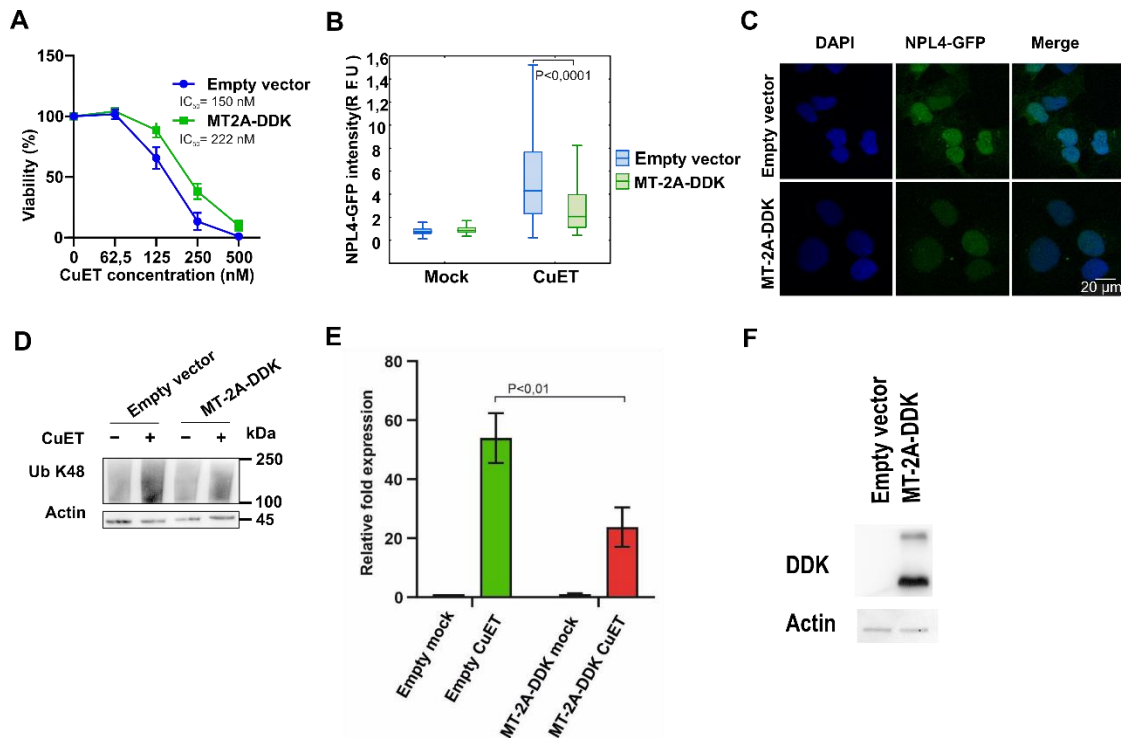 A
150
100
50
0
Viability (%)
Empty vector
IC₅₀= 150 nM
MT2A-DDK
IC₅₀= 222 nM
0 62,5 125 250 500
CuET concentration (nM)
B
NPL4-GFP intensity(R F.U )
1,6
1,4
1,2
1,0
8
6
4
2
0
P<0,0001
Empty vector
MT-2A-DDK
Mock CuET
C
DAPI NPL4-GFP Merge
Empty vector
MT-2A-DDK
20 µm
D
Empty vector MT-2A-DDK
CuET – + – + kDa
Ub K48
250
100
Actin
45
E
Relative fold expression
80
60
40
20
0
P<0,01
Empty mock
Empty CuET
MT-2A-DDK mock
MT-2A-DDK CuET
F
Empty vector
MT-2A-DDK
DDK
Actin